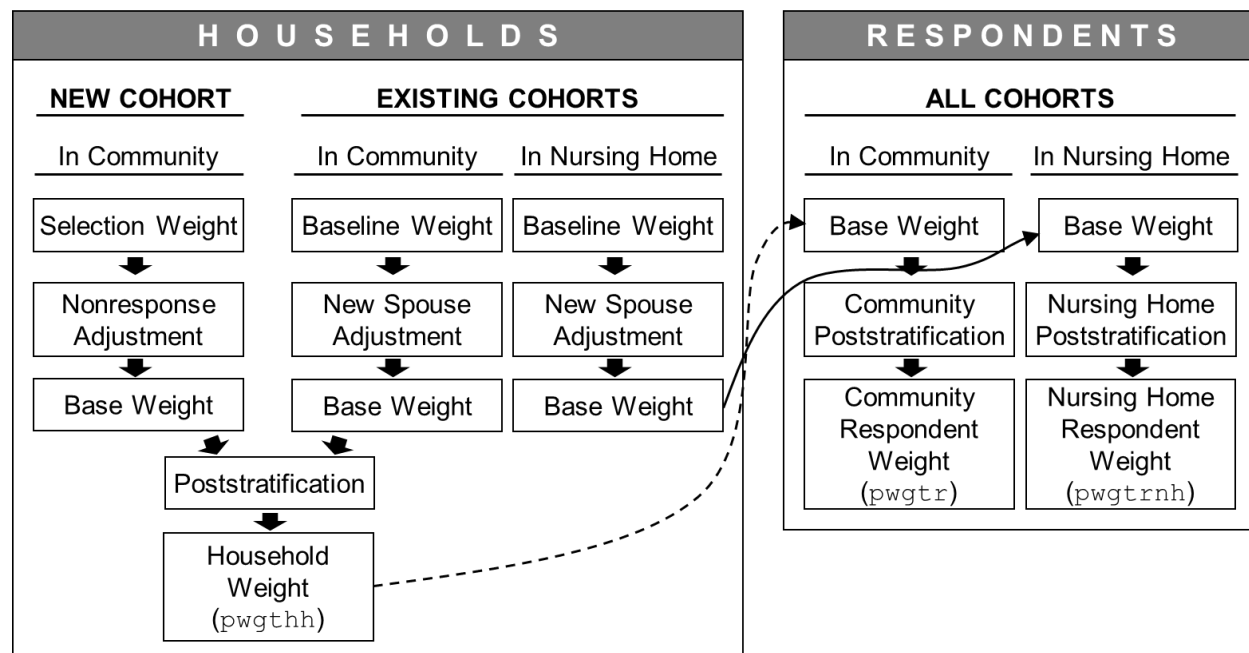 HOUSEHOLDS
NEW COHORT
EXISTING COHORTS
In Community
In Community
In Nursing Home
Selection Weight
Baseline Weight
Baseline Weight
Nonresponse
Adjustment
New Spouse
Adjustment
New Spouse
Adjustment
Base Weight
Base Weight
Base Weight
Poststratification
Household
Weight
(pwgthh)
RESPONDENTS
ALL COHORTS
In Community
In Nursing Home
Base Weight
Base Weight
Community
Poststratification
Nursing Home
Poststratification
Community
Respondent
Weight
(pwgtr)
Nursing Home
Respondent
Weight
(pwgtrnh)